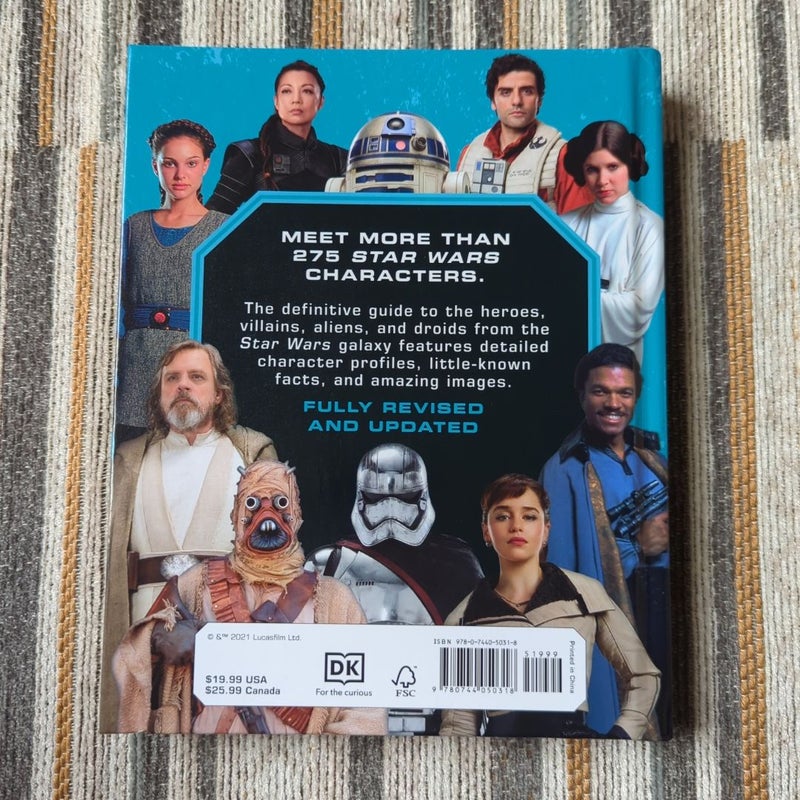 MEET MORE THAN
275 STAR WARS
CHARACTERS.
The definitive guide to the heroes,
villains, aliens, and droids from the
Star Wars galaxy features detailed
character profiles, little-known
facts, and amazing images.
FULLY REVISED
AND UPDATED
© &™ 2021 Lucasfilm Ltd.
$19.99 USA
$25.99 Canada
DK
For the curious
FSC
ISBN 978-0-7440-5031-8
51999
9 780744 050318
Printed in China